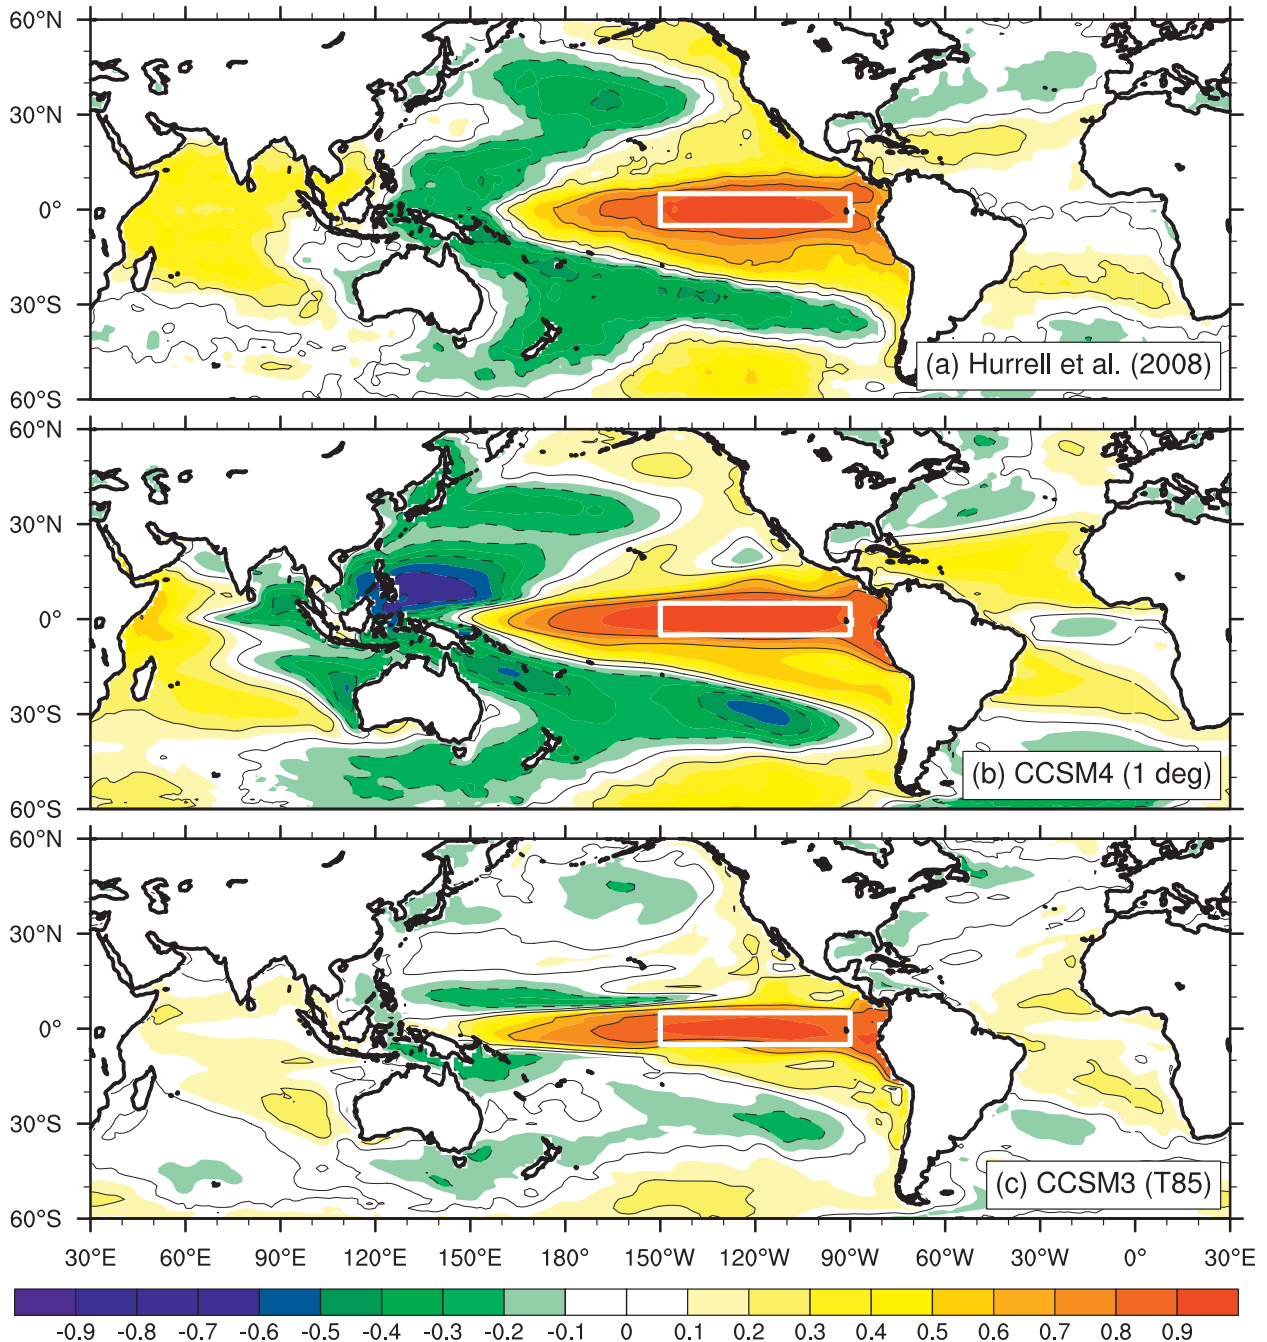 60°N
30°N
0°
30°S
60°S
(a) Hurrell et al. (2008)
60°N
30°N
0°
30°S
60°S
(b) CCSM4 (1 deg)
60°N
30°N
0°
30°S
60°S
(c) CCSM3 (T85)
30°E 60°E 90°E 120°E 150°E 180° 150°W 120°W 90°W 60°W 30°W 0° 30°E
-0.9 -0.8 -0.7 -0.6 -0.5 -0.4 -0.3 -0.2 -0.1 0 0.1 0.2 0.3 0.4 0.5 0.6 0.7 0.8 0.9